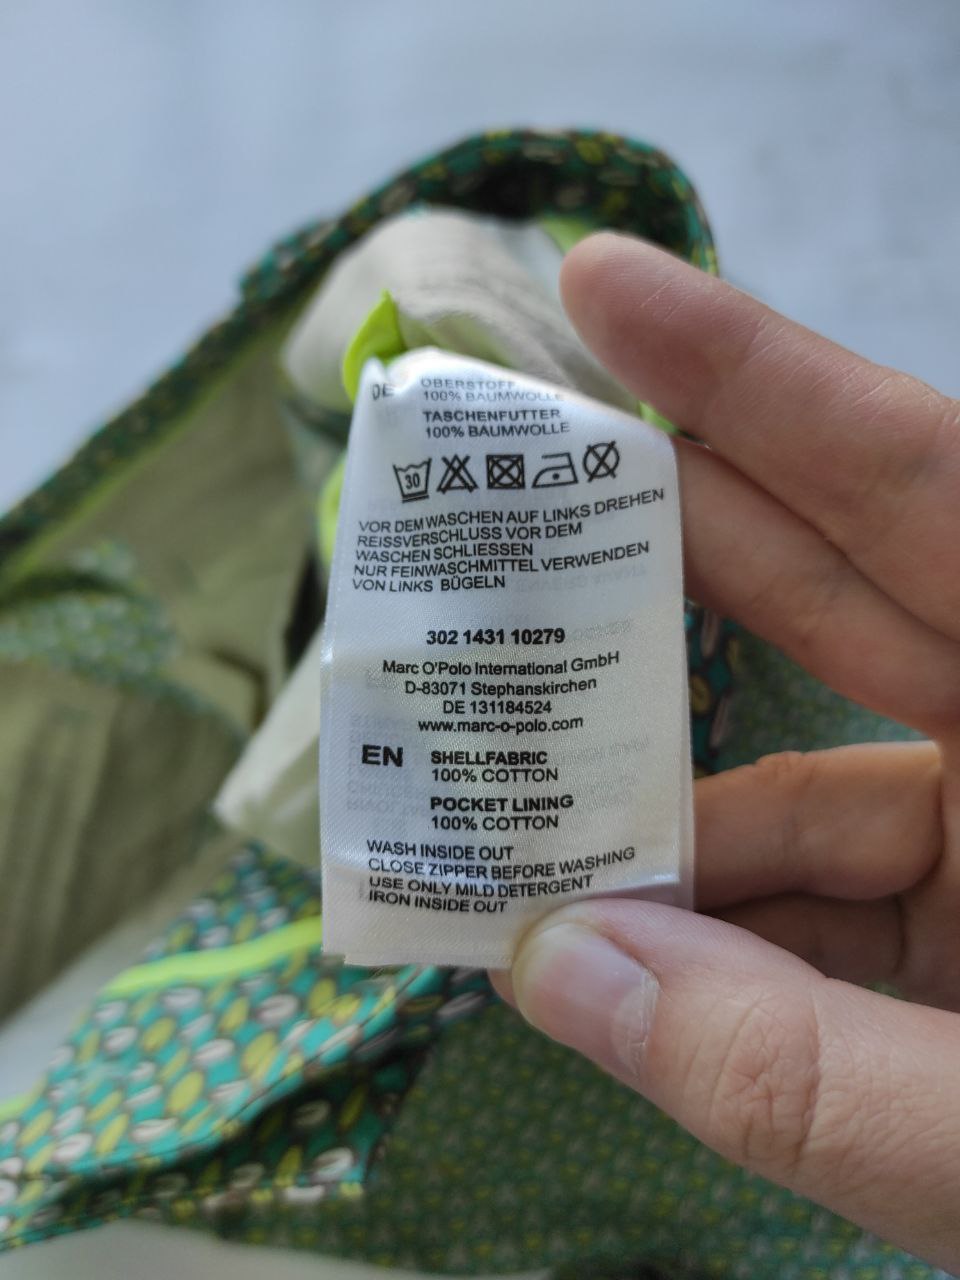 DE OBERSTOFF
100% BAUMWOLLE
TASCHENFUTTER
100% BAUMWOLLE
30
VOR DEM WASCHEN AUF LINKS DREHEN
REISSVERSCHLUSS VOR DEM
WASCHEN SCHLIESSEN
NUR FEINWASCHMITTEL VERWENDEN
VON LINKS BÜGELN
302 1431 10279
Marc O'Polo International GmbH
D-83071 Stephanskirchen
DE 131184524
www.marc-o-polo.com
EN SHELLFABRIC
100% COTTON
POCKET LINING
100% COTTON
WASH INSIDE OUT
CLOSE ZIPPER BEFORE WASHING
USE ONLY MILD DETERGENT
IRON INSIDE OUT